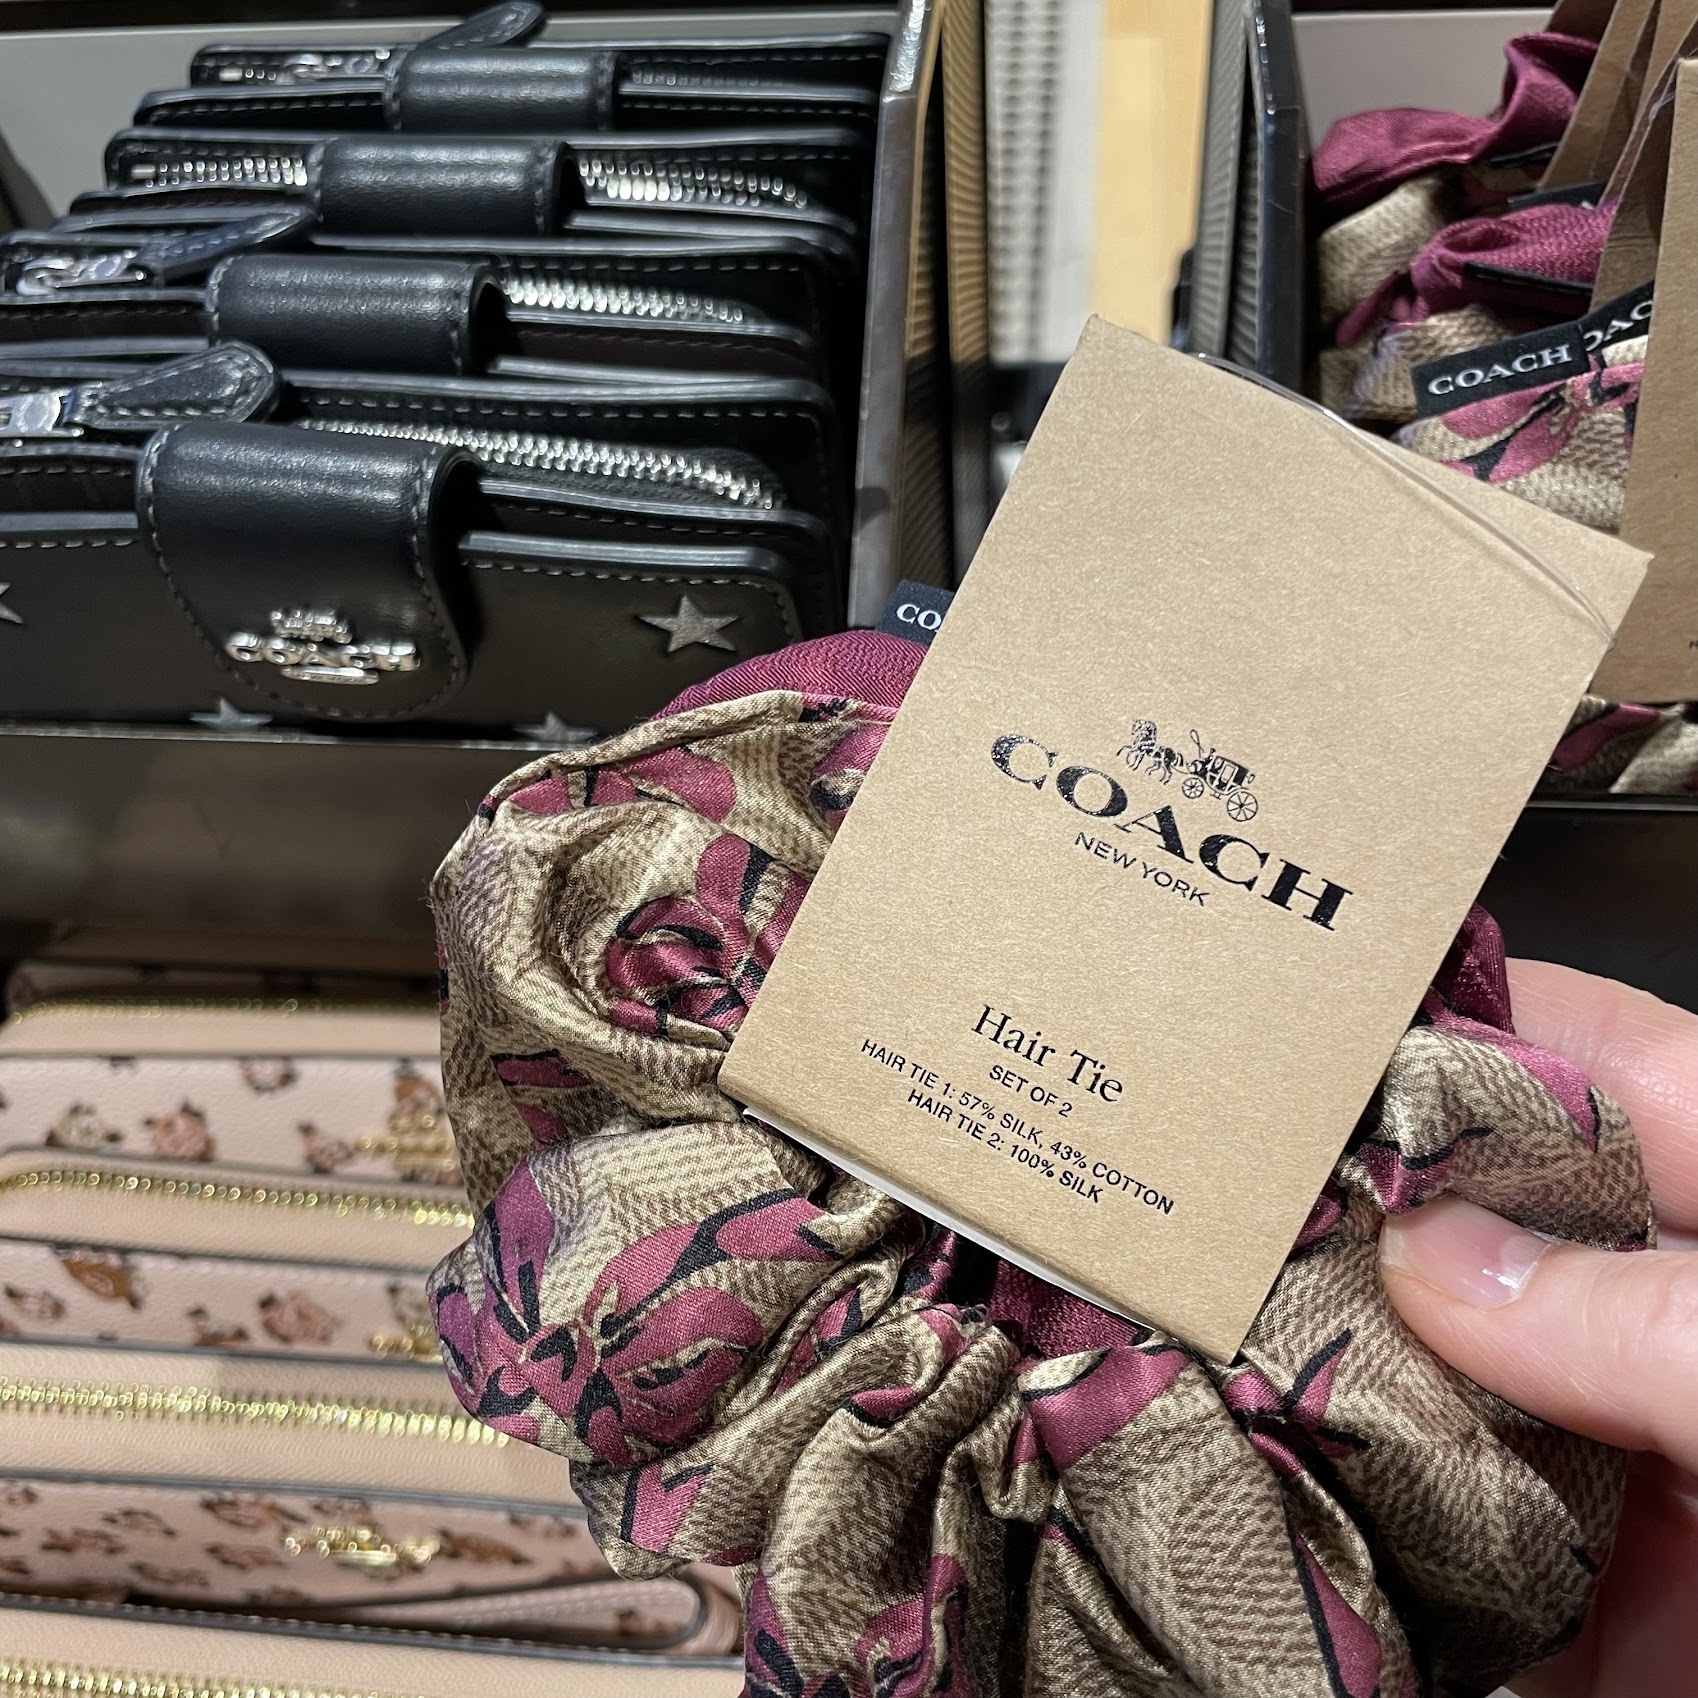 COACH
COACH
COACH
NEW YORK
Hair Tie
SET OF 2
HAIR TIE 1: 57% SILK, 43% COTTON
HAIR TIE 2: 100% SILK